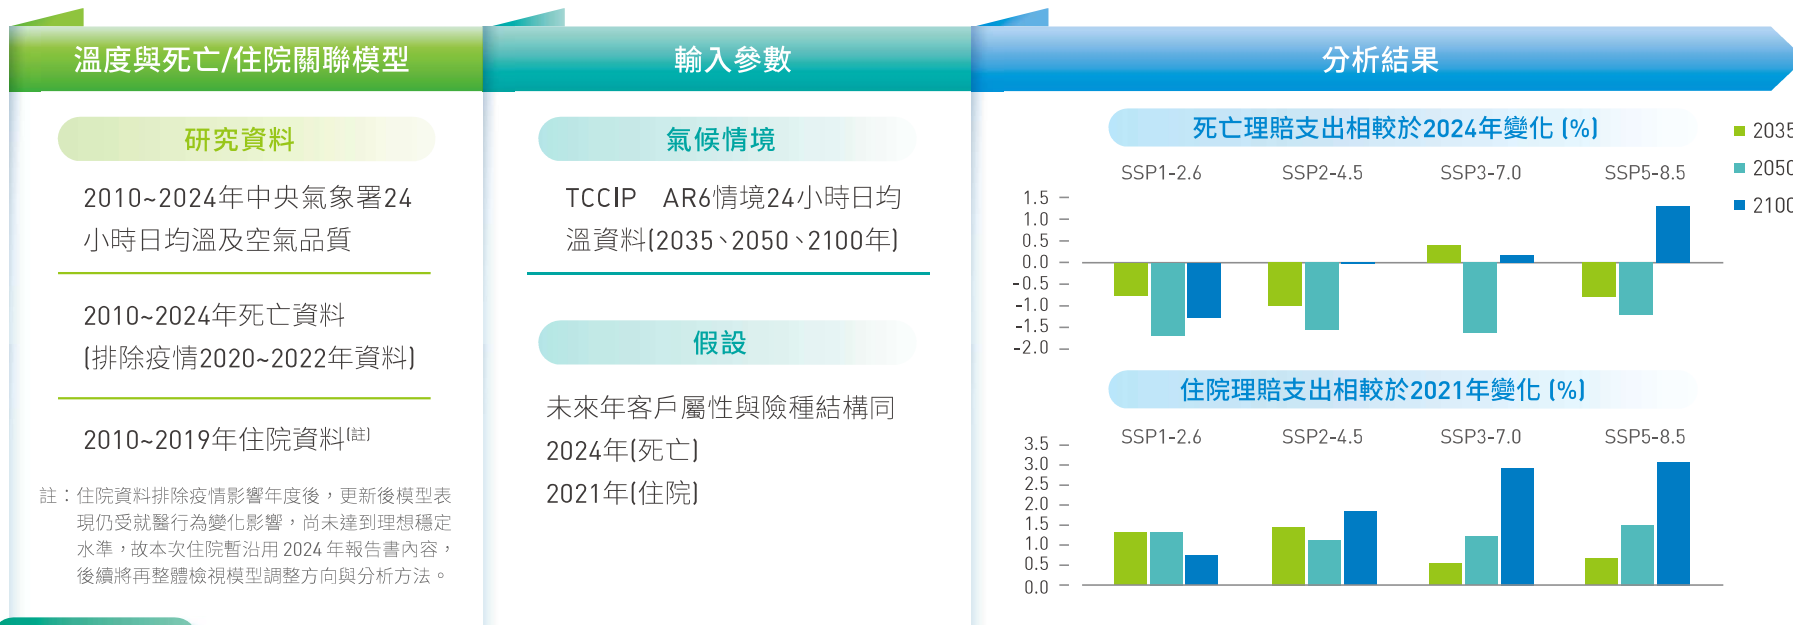 溫度與死亡/住院關聯模型
研究資料
2010~2024年中央氣象署24
小時日均溫及空氣品質
2010~2024年死亡資料
(排除疫情2020~2022年資料)
2010~2019年住院資料(註)
註：住院資料排除疫情影響年度後，更新後模型表
現仍受就醫行為變化影響，尚未達到理想穩定
水準，故本次住院暫沿用 2024 年報告書內容，
後續將再整體檢視模型調整方向與分析方法。
輸入參數
氣候情境
TCCIP AR6情境24小時日均
溫資料(2035、2050、2100年)
假設
未來年客戶屬性與險種結構同
2024年(死亡)
2021年(住院)
分析結果
死亡理賠支出相較於2024年變化 (%)
2035
2050
2100
SSP1-2.6 SSP2-4.5 SSP3-7.0 SSP5-8.5
1.5
1.0
0.5
0.0
-0.5
-1.0
-1.5
-2.0
住院理賠支出相較於2021年變化 (%)
SSP1-2.6 SSP2-4.5 SSP3-7.0 SSP5-8.5
3.5
3.0
2.5
2.0
1.5
1.0
0.5
0.0